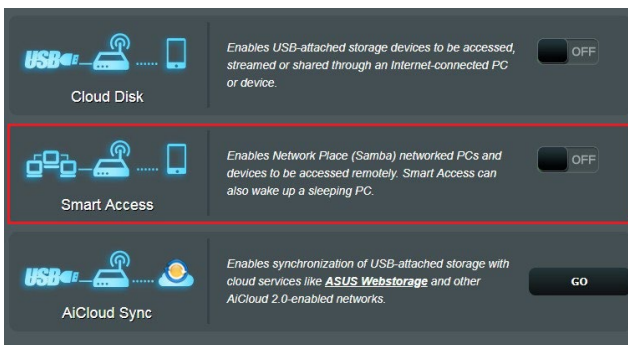 USB
Cloud Disk
Enables USB-attached storage devices to be accessed,
streamed or shared through an Internet-connected PC
or device.
OFF
Smart Access
Enables Network Place (Samba) networked PCs and
devices to be accessed remotely. Smart Access can
also wake up a sleeping PC.
OFF
USB
AiCloud Sync
Enables synchronization of USB-attached storage with
cloud services like ASUS Webstorage and other
AiCloud 2.0-enabled networks.
GO